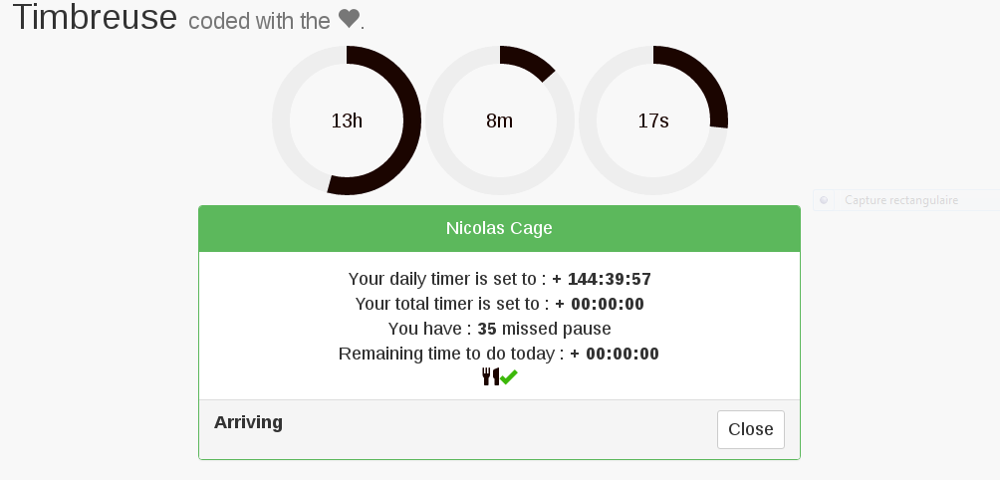 Timbreuse coded with the ♥.
13h 8m 17s
Capture rectangulaire
Nicolas Cage
Your daily timer is set to : + 144:39:57
Your total timer is set to : + 00:00:00
You have : 35 missed pause
Remaining time to do today : + 00:00:00
Arriving
Close